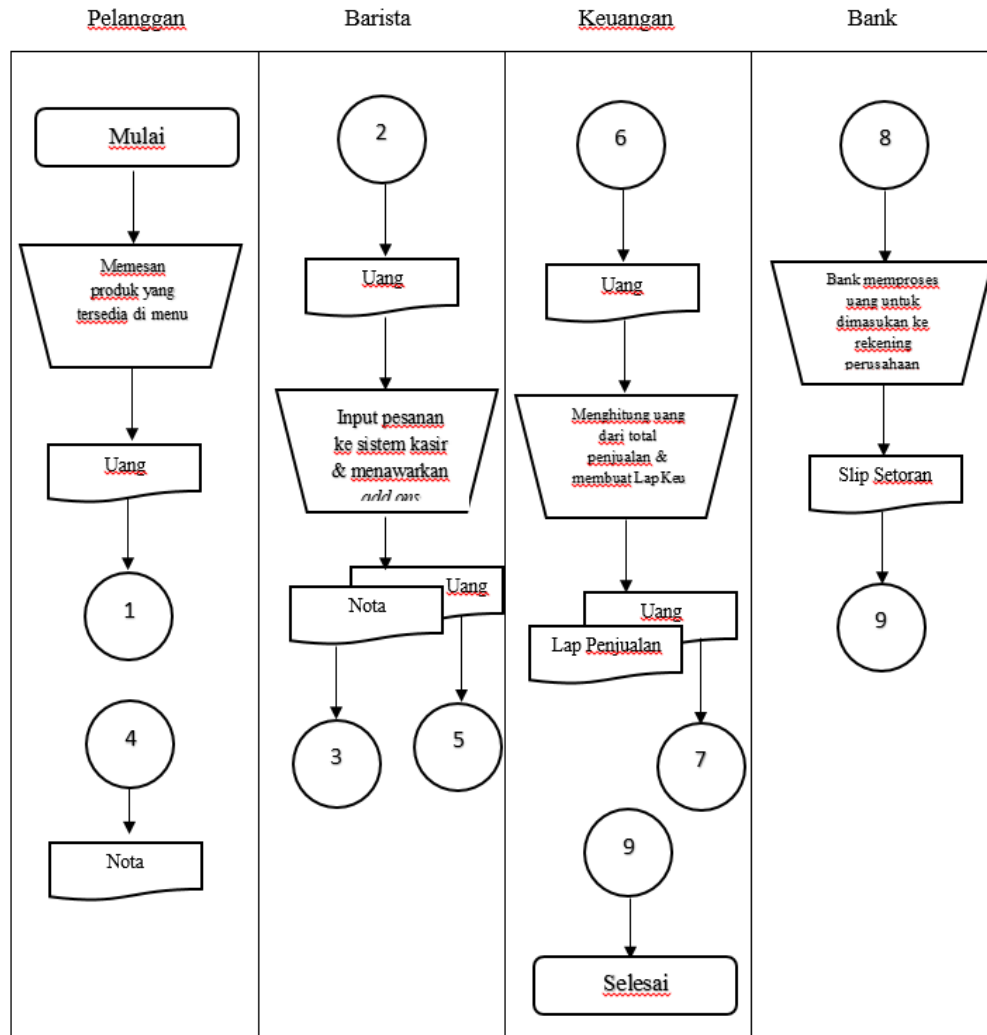 Pelanggan
Barista
Keuangan
Bank
Mulai
Memesan
produk yang
tersedia di menu
Uang
1
4
Nota
2
Uang
Input pesanan
ke sistem kasir
& menawarkan
add ons
Uang
Nota
3
5
6
Uang
Menghitung uang
dari total
penjualan &
membuat Lap Keu
Uang
Lap Penjualan
7
9
Selesai
8
Bank memproses
uang untuk
dimasukan ke
rekening
perusahaan
Slip Setoran
9